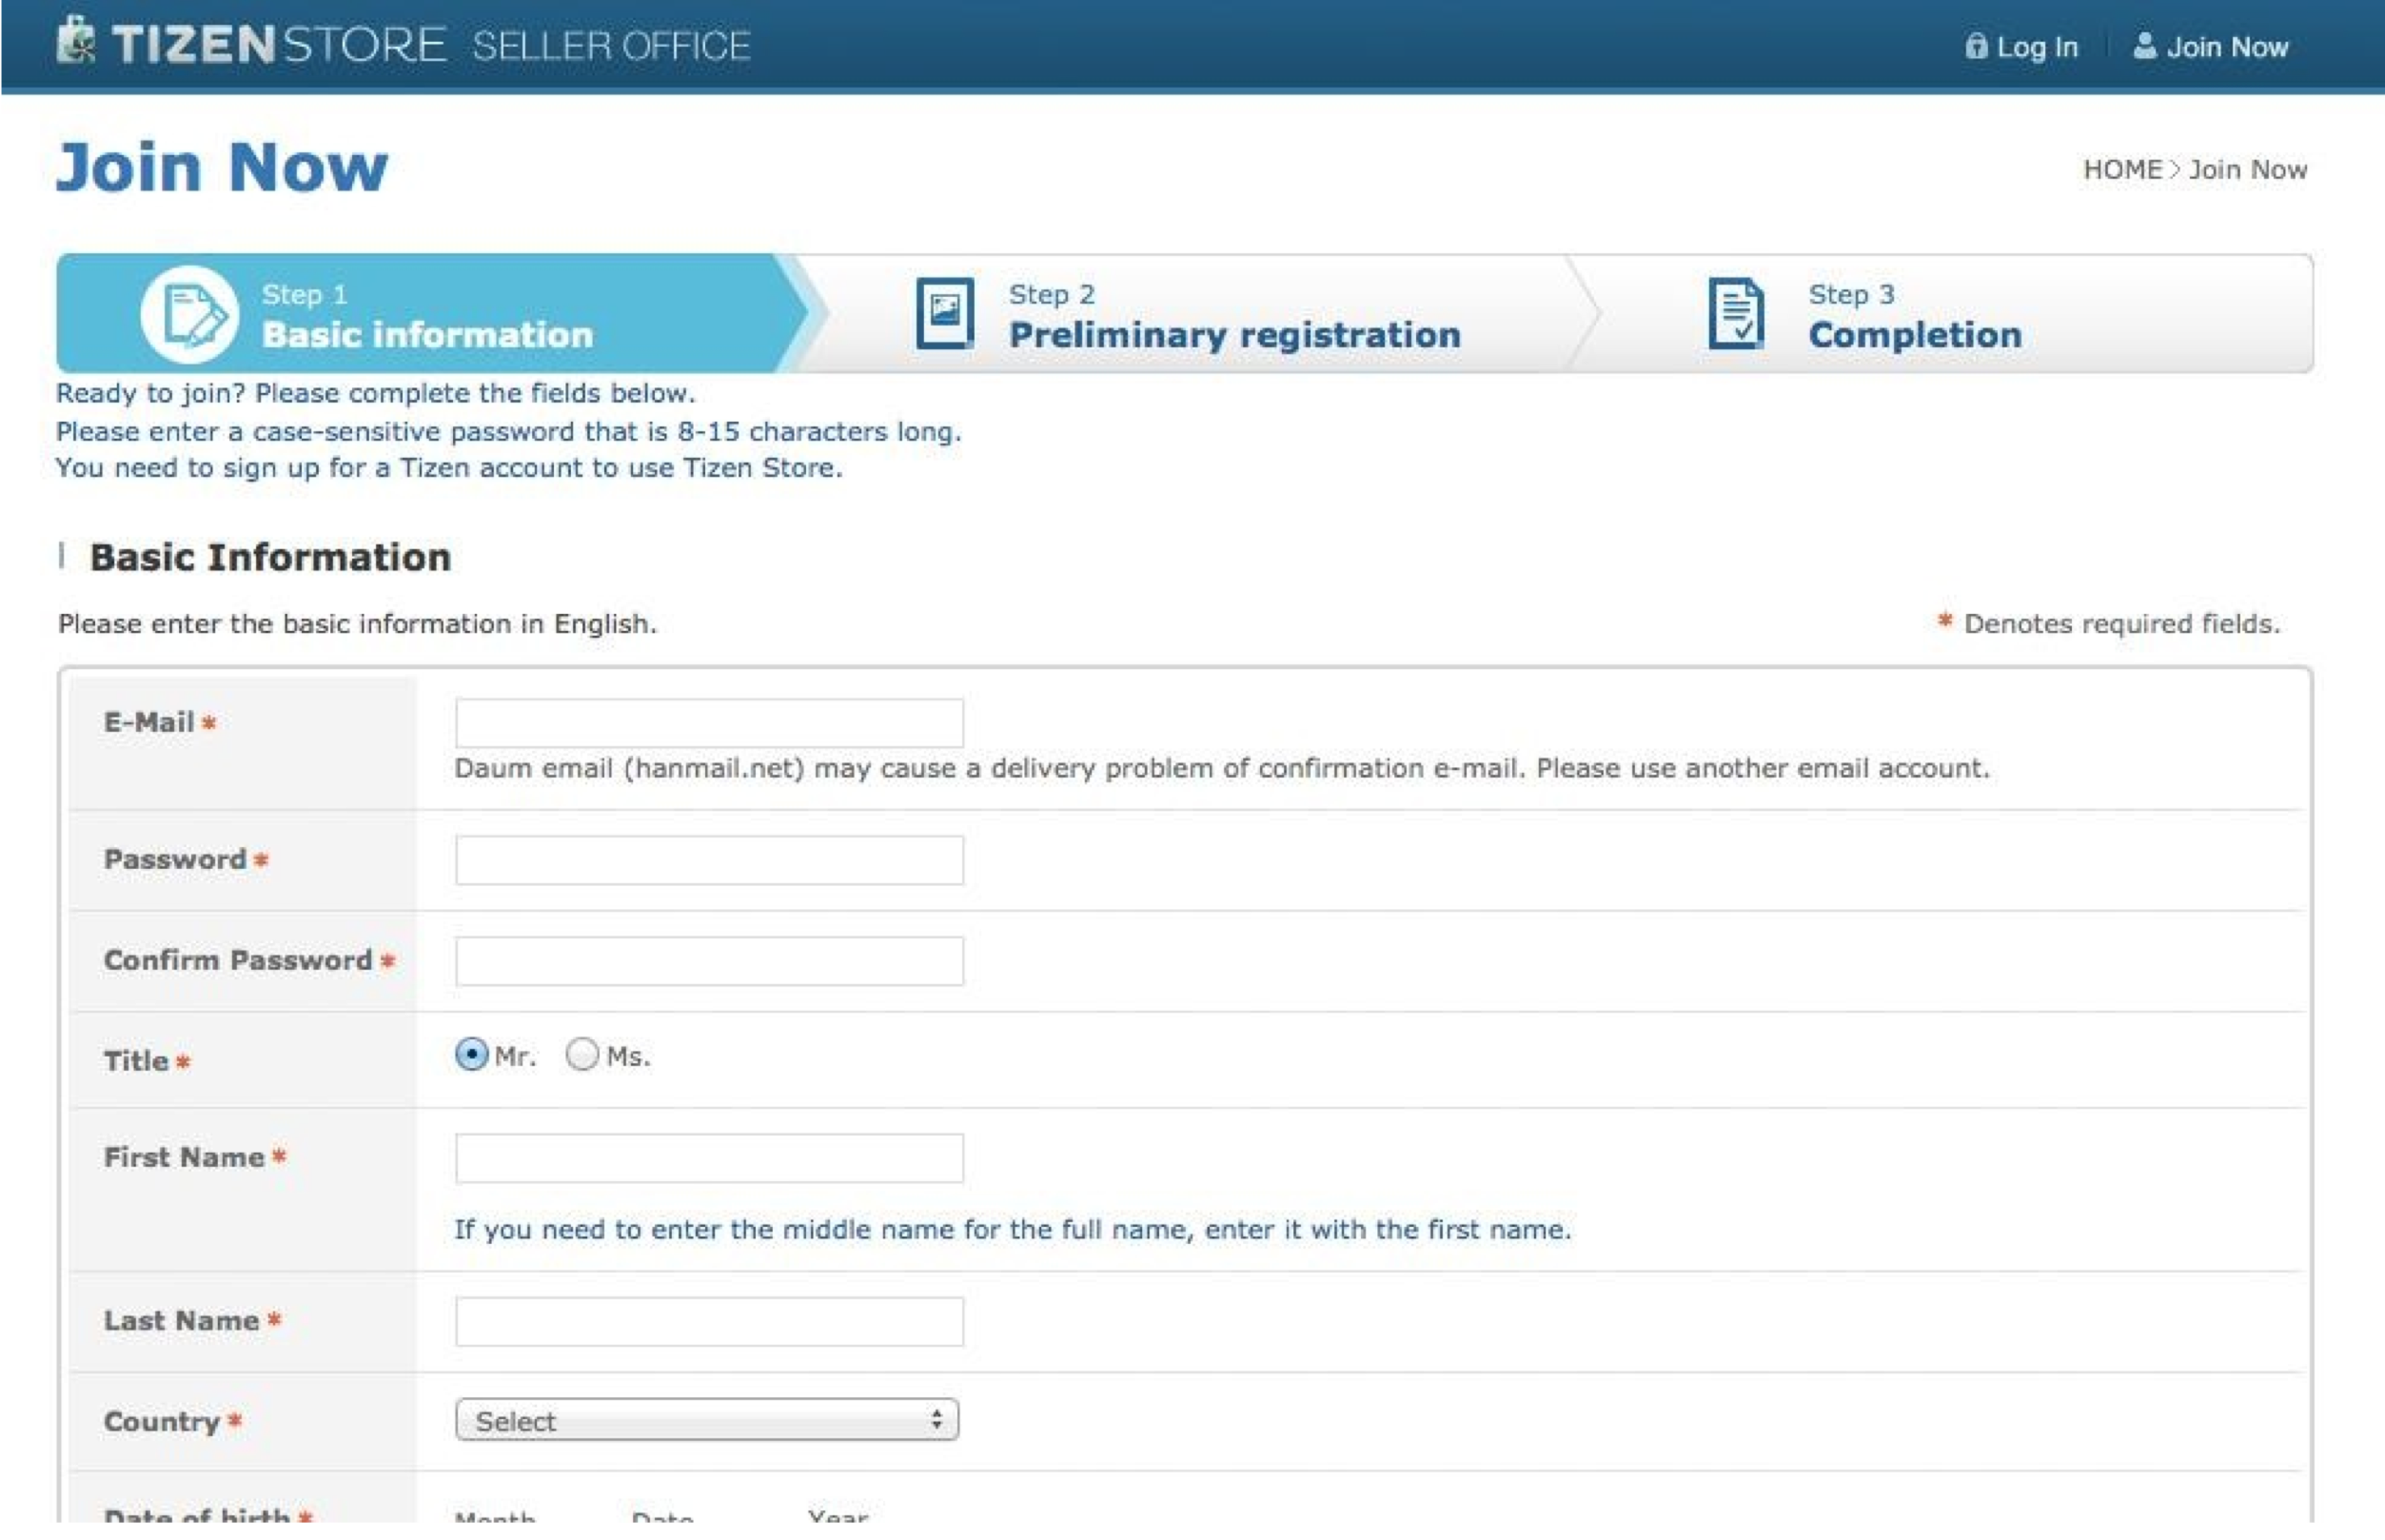 TIZEN STORE SELLER OFFICE
Log In
Join Now
Join Now
HOME > Join Now
Step 1
Basic information
Step 2
Preliminary registration
Step 3
Completion
Ready to join? Please complete the fields below.
Please enter a case-sensitive password that is 8-15 characters long.
You need to sign up for a Tizen account to use Tizen Store.
Basic Information
Please enter the basic information in English.
* Denotes required fields.
E-Mail *
Daum email (hanmail.net) may cause a delivery problem of confirmation e-mail. Please use another email account.
Password *
Confirm Password *
Title *
Mr. Ms.
First Name *
If you need to enter the middle name for the full name, enter it with the first name.
Last Name *
Country *
Select
Date of birth *
Month Date Year